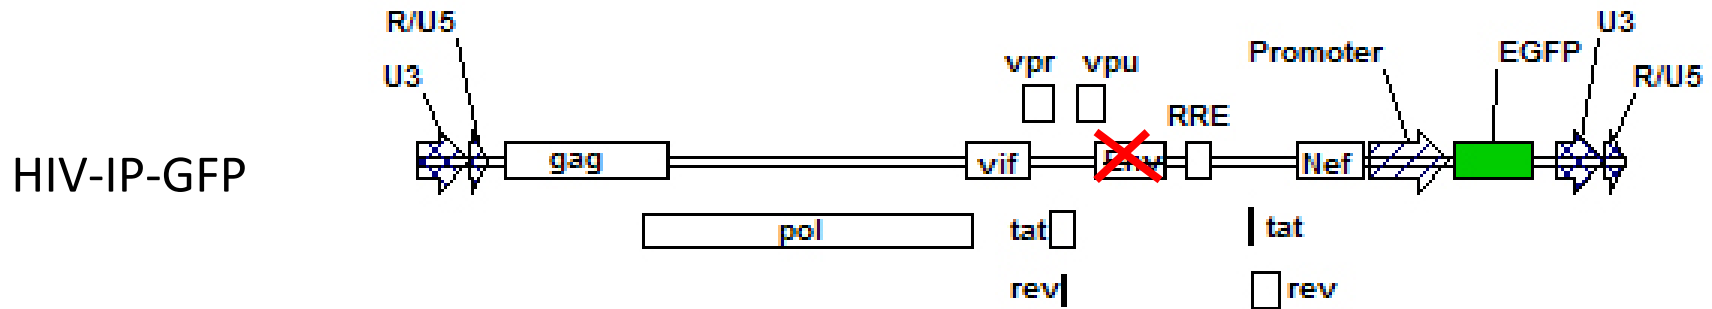 R/U5
U3
vpr
vpu
RRE
Promoter
EGFP
U3
R/U5
HIV-IP-GFP
gag
vif
Env
Nef
pol
tat
tat
rev
rev